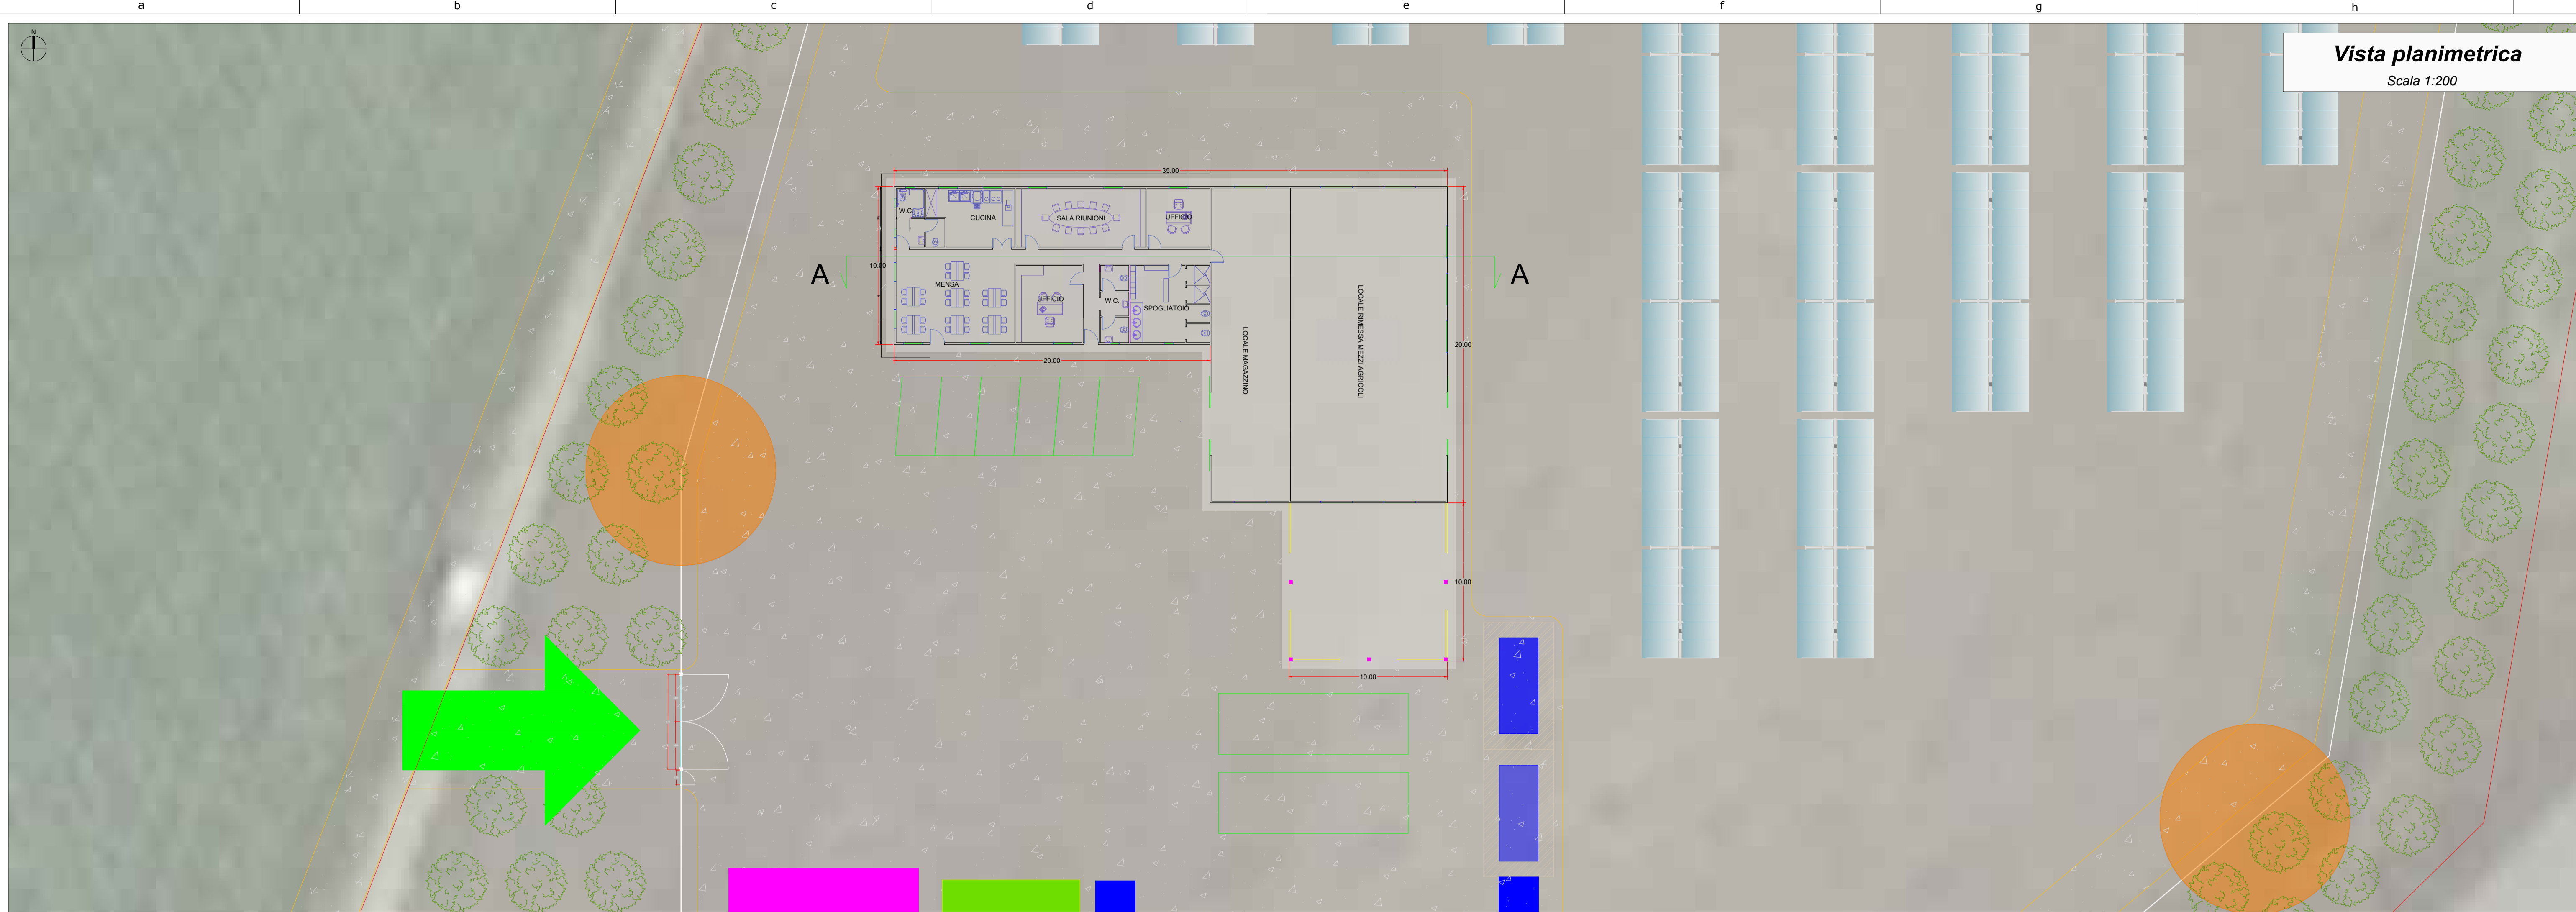 a b c d e f g h
N
Vista planimetrica
Scala 1:200
35.00
W.C.
CUCINA
SALA RIUNIONI
UFFICIO
10.00
A
A
MENSA
UFFICIO
W.C.
SPOGLIATOIO
LOCALE MAGAZZINO
LOCALE RIMESSA MEZZI AGRICOLI
20.00
20.00
10.00
10.00